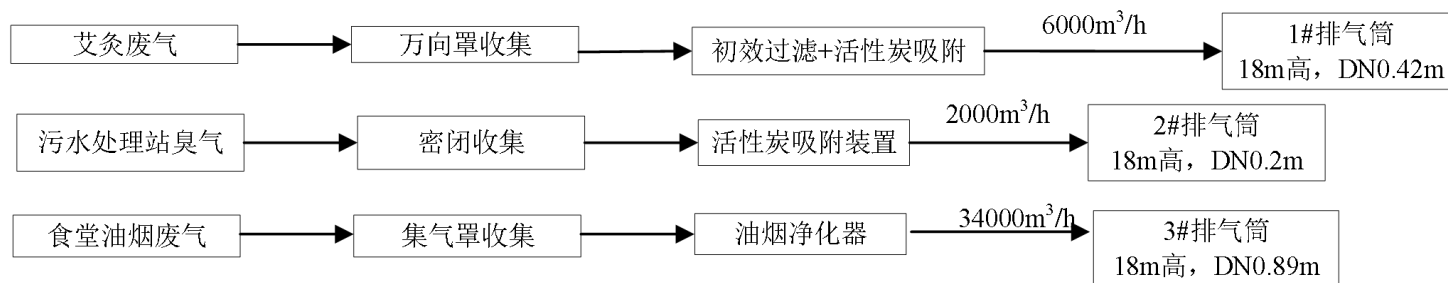 艾灸废气
万向罩收集
初效过滤+活性炭吸附
6000m³/h
1#排气筒
18m高，DN0.42m
污水处理站臭气
密闭收集
活性炭吸附装置
2000m³/h
2#排气筒
18m高，DN0.2m
食堂油烟废气
集气罩收集
油烟净化器
34000m³/h
3#排气筒
18m高，DN0.89m